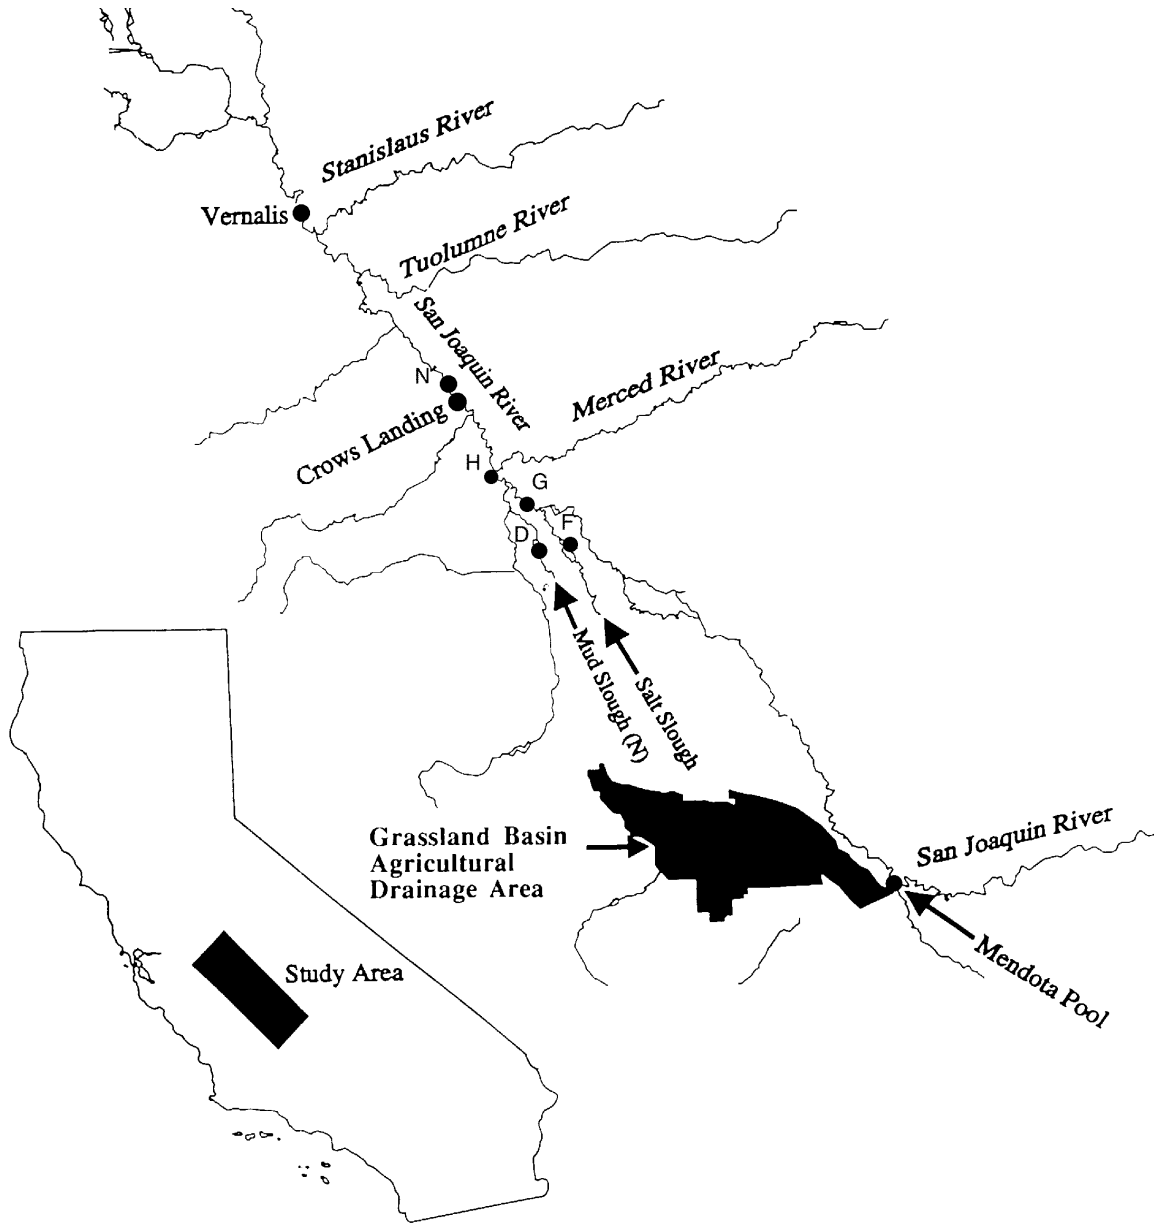 Stanislaus River
Vernalis
Tuolumne River
San Joaquin River
N
Merced River
Crows Landing
H
G
F
D
Mud Slough (N)
Salt Slough
Grassland Basin
Agricultural
Drainage Area
San Joaquin River
Mendota Pool
Study Area